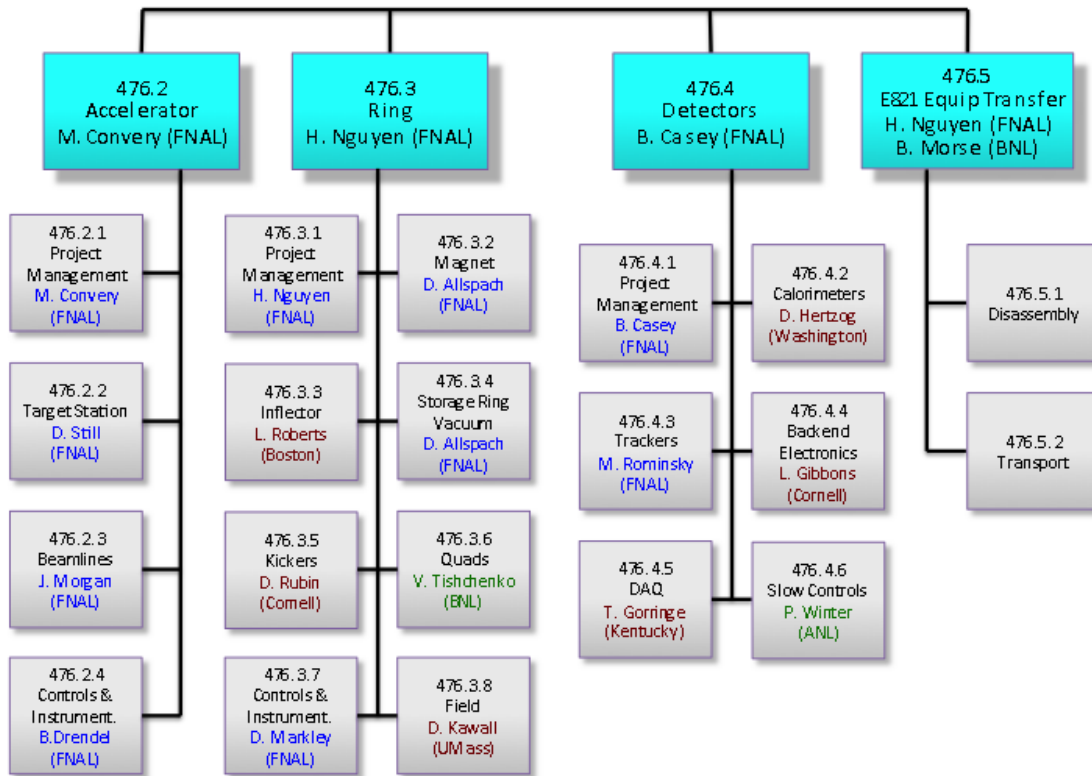 476.2
Accelerator
M. Convery (FNAL)
476.3
Ring
H. Nguyen (FNAL)
476.4
Detectors
B. Casey (FNAL)
476.5
E821 Equip Transfer
H. Nguyen (FNAL)
B. Morse (BNL)
476.2.1
Project
Management
M. Convery
(FNAL)
476.2.2
Target Station
D. Still
(FNAL)
476.2.3
Beamlines
J. Morgan
(FNAL)
476.2.4
Controls &
Instrument.
B.Drendel
(FNAL)
476.3.1
Project
Management
H. Nguyen
(FNAL)
476.3.2
Magnet
D. Allspach
(FNAL)
476.3.3
Inflector
L. Roberts
(Boston)
476.3.4
Storage Ring
Vacuum
D. Allspach
(FNAL)
476.3.5
Kickers
D. Rubin
(Cornell)
476.3.6
Quads
V. Tishchenko
(BNL)
476.3.7
Controls &
Instrument.
D. Markley
(FNAL)
476.3.8
Field
D. Kawall
(UMass)
476.4.1
Project
Management
B. Casey
(FNAL)
476.4.2
Calorimeters
D. Hertzog
(Washington)
476.4.3
Trackers
M. Rominsky
(FNAL)
476.4.4
Backend
Electronics
L. Gibbons
(Cornell)
476.4.5
DAQ
T. Gorringe
(Kentucky)
476.4.6
Slow Controls
P. Winter
(ANL)
476.5.1
Disassembly
476.5.2
Transport